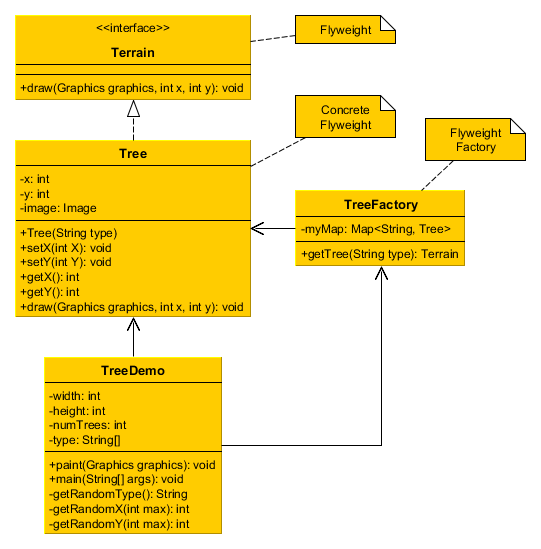 <<interface>>
Terrain
+draw(Graphics graphics, int x, int y): void
Flyweight
Concrete
Flyweight
Flyweight
Factory
Tree
-x: int
-y: int
-image: Image
+Tree(String type)
+setX(int X): void
+setY(int Y): void
+getX(): int
+getY(): int
+draw(Graphics graphics, int x, int y): void
TreeFactory
-myMap: Map<String, Tree>
+getTree(String type): Terrain
TreeDemo
-width: int
-height: int
-numTrees: int
-type: String[]
+paint(Graphics graphics): void
+main(String[] args): void
-getRandomType(): String
-getRandomX(int max): int
-getRandomY(int max): int